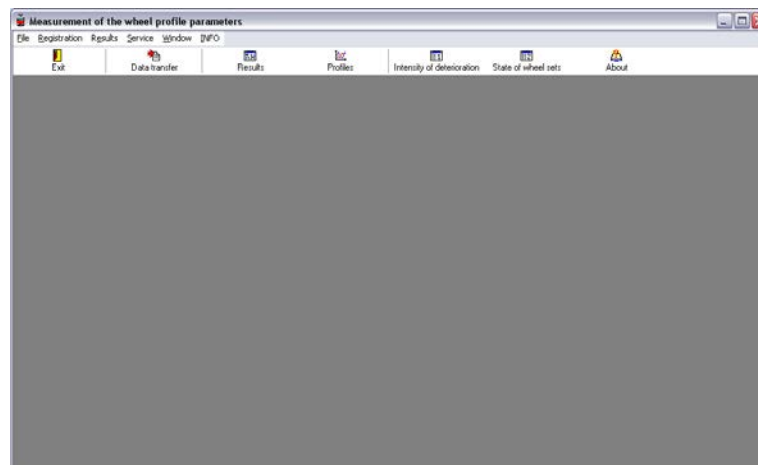 Measurement of the wheel profile parameters
File Registration Results Service Window INFO
Exit Data transfer Results Profiles Intensity of deterioration State of wheel sets About